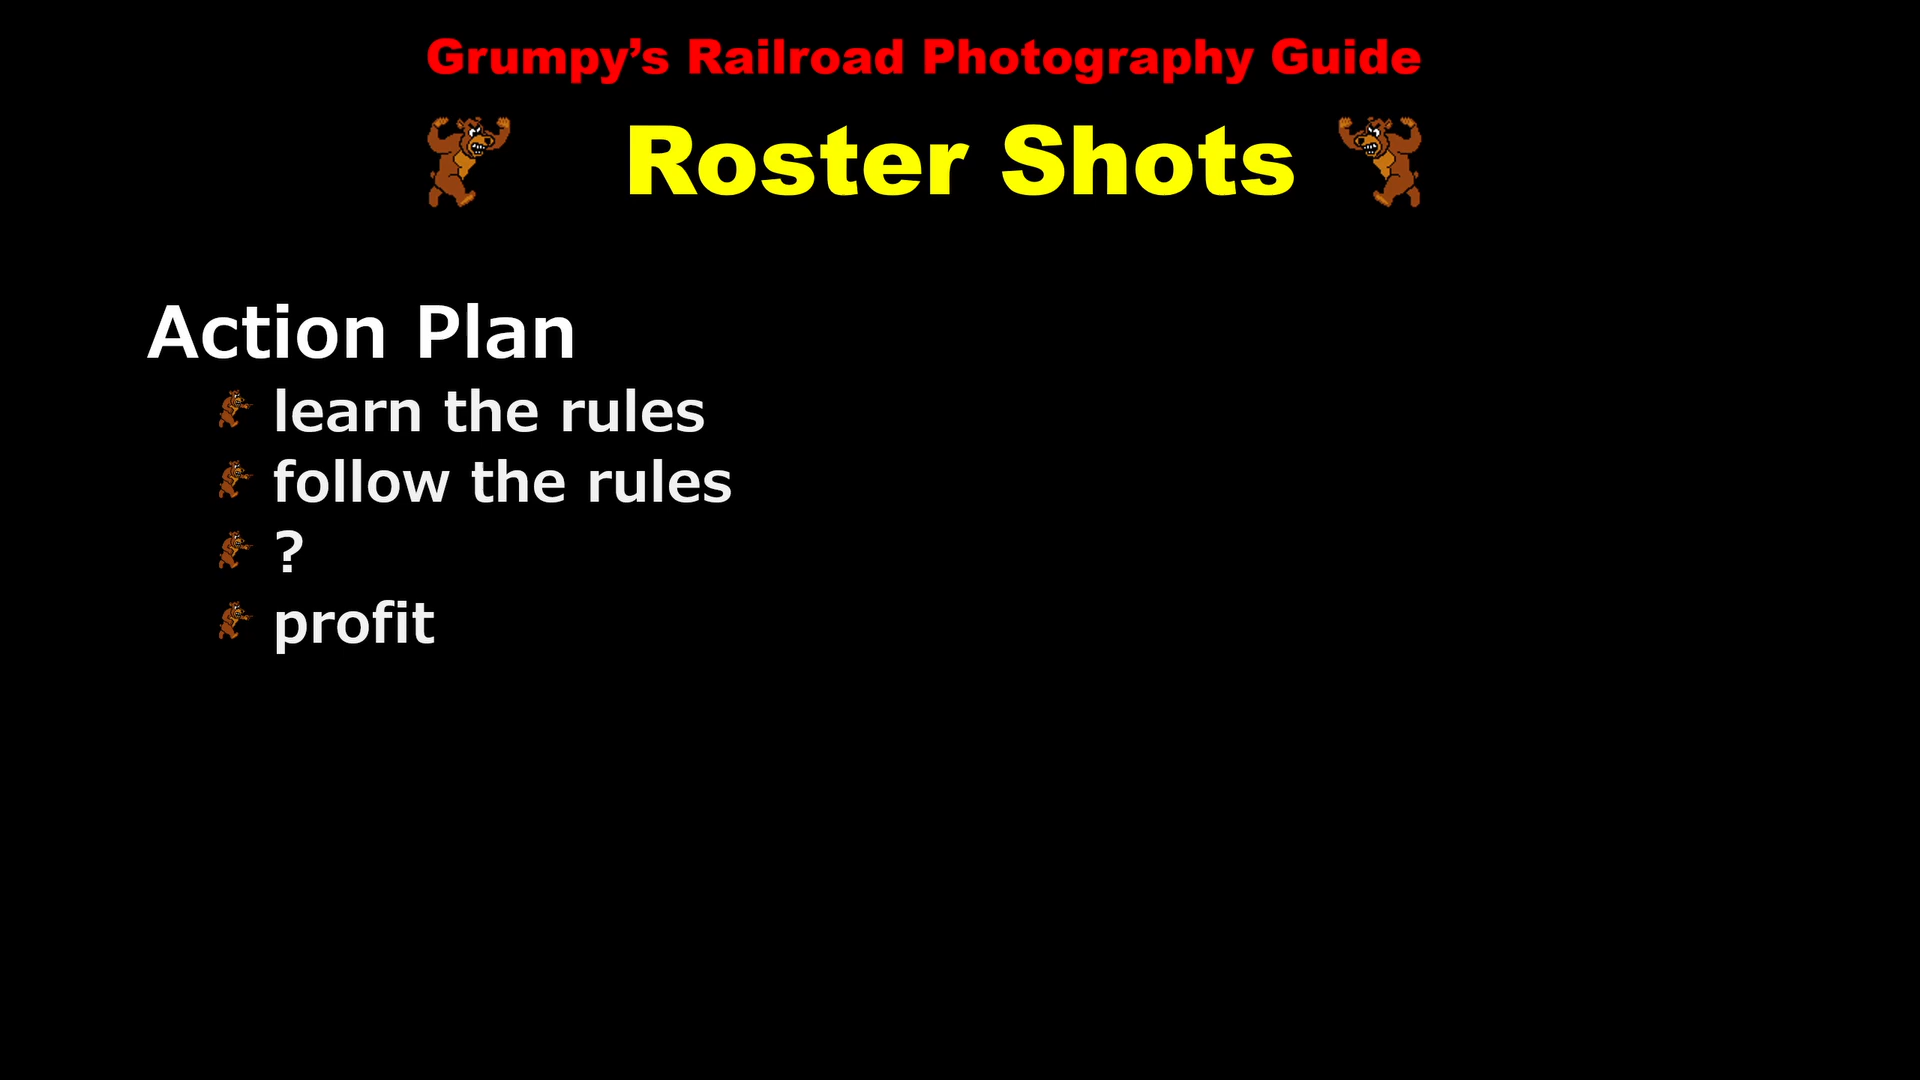 Grumpy’s Railroad Photography Guide
Roster Shots
Action Plan
learn the rules
follow the rules
?
profit